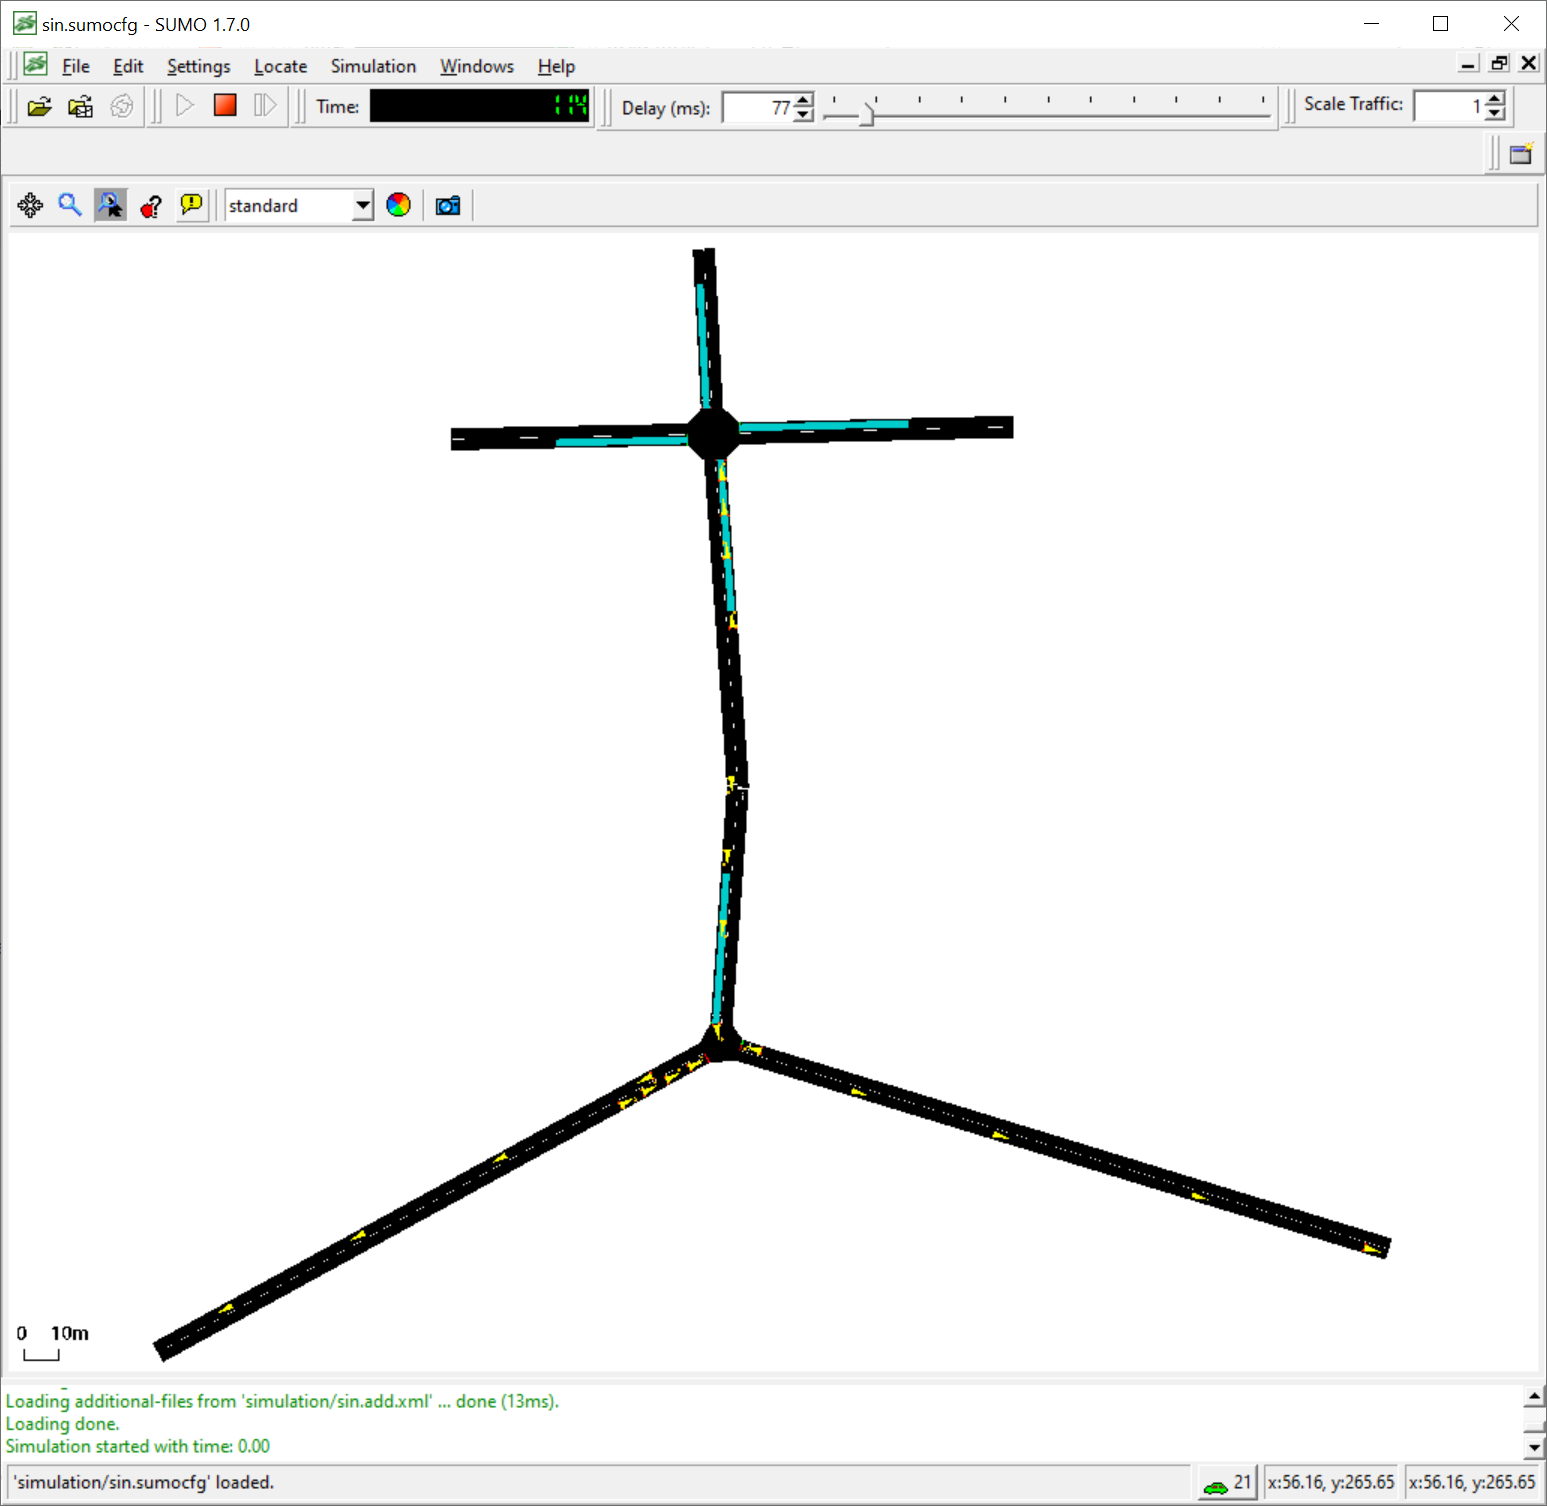 sin.sumocfg - SUMO 1.7.0
File Edit Settings Locate Simulation Windows Help
Time: 114 Delay (ms): 77 Scale Traffic: 1
standard
0 10m
Loading additional-files from 'simulation/sin.add.xml' ... done (13ms).
Loading done.
Simulation started with time: 0.00
'simulation/sin.sumocfg' loaded. 21 x:56.16, y:265.65 x:56.16, y:265.65